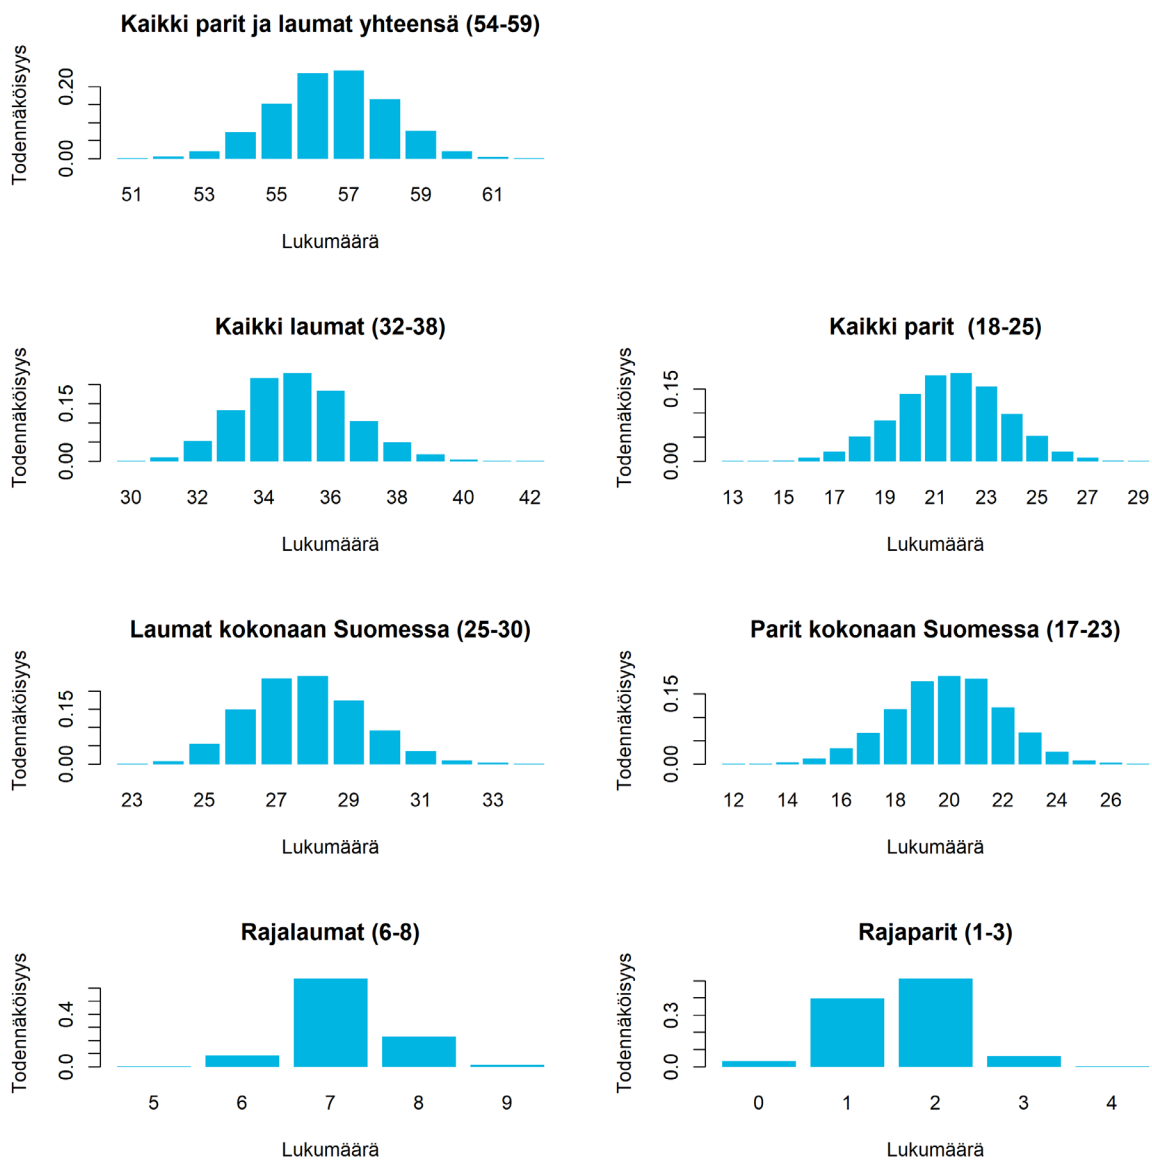 Kaikki parit ja laumat yhteensä (54-59)
Todennäköisyys
0.00 0.20
51 53 55 57 59 61
Lukumäärä
Kaikki laumat (32-38)
Todennäköisyys
0.00 0.15
30 32 34 36 38 40 42
Lukumäärä
Kaikki parit (18-25)
Todennäköisyys
0.00 0.15
13 15 17 19 21 23 25 27 29
Lukumäärä
Laumat kokonaan Suomessa (25-30)
Todennäköisyys
0.00 0.15
23 25 27 29 31 33
Lukumäärä
Parit kokonaan Suomessa (17-23)
Todennäköisyys
0.00 0.15
12 14 16 18 20 22 24 26
Lukumäärä
Rajalaumat (6-8)
Todennäköisyys
0.0 0.4
5 6 7 8 9
Lukumäärä
Rajaparit (1-3)
Todennäköisyys
0.0 0.3
0 1 2 3 4
Lukumäärä